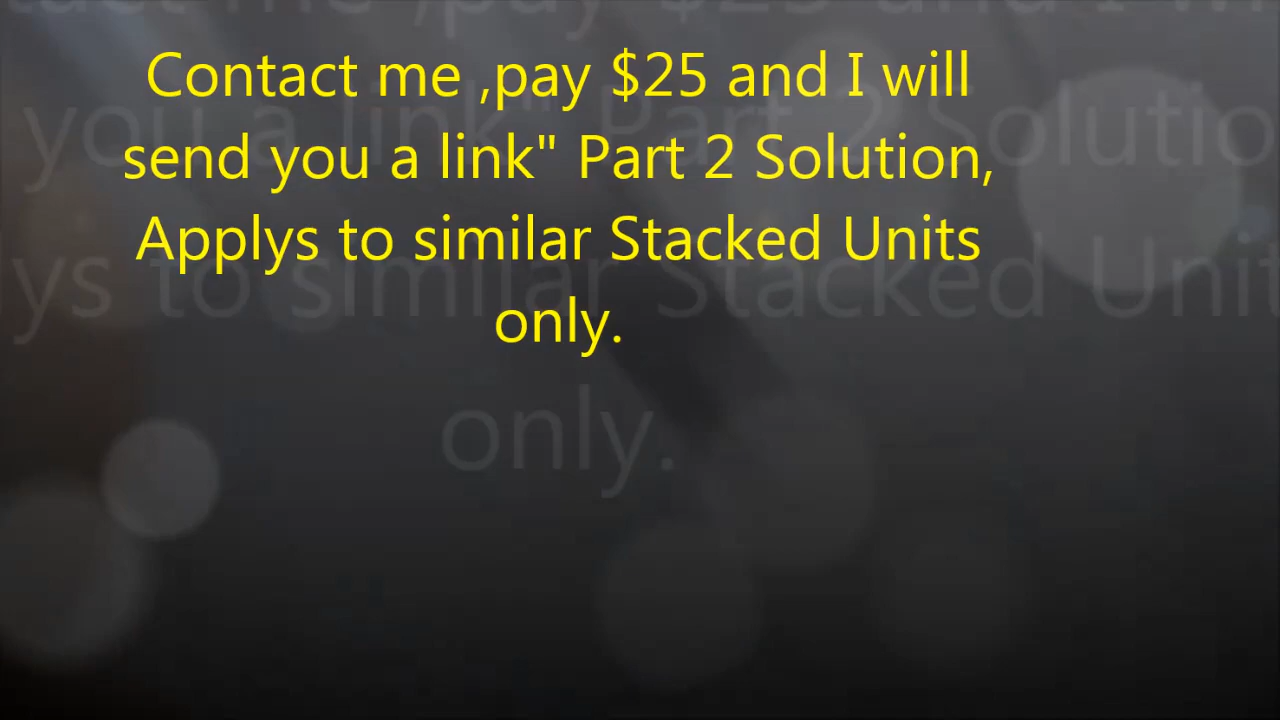 Contact me ,pay $25 and I will
send you a link" Part 2 Solution,
Applys to similar Stacked Units
only.